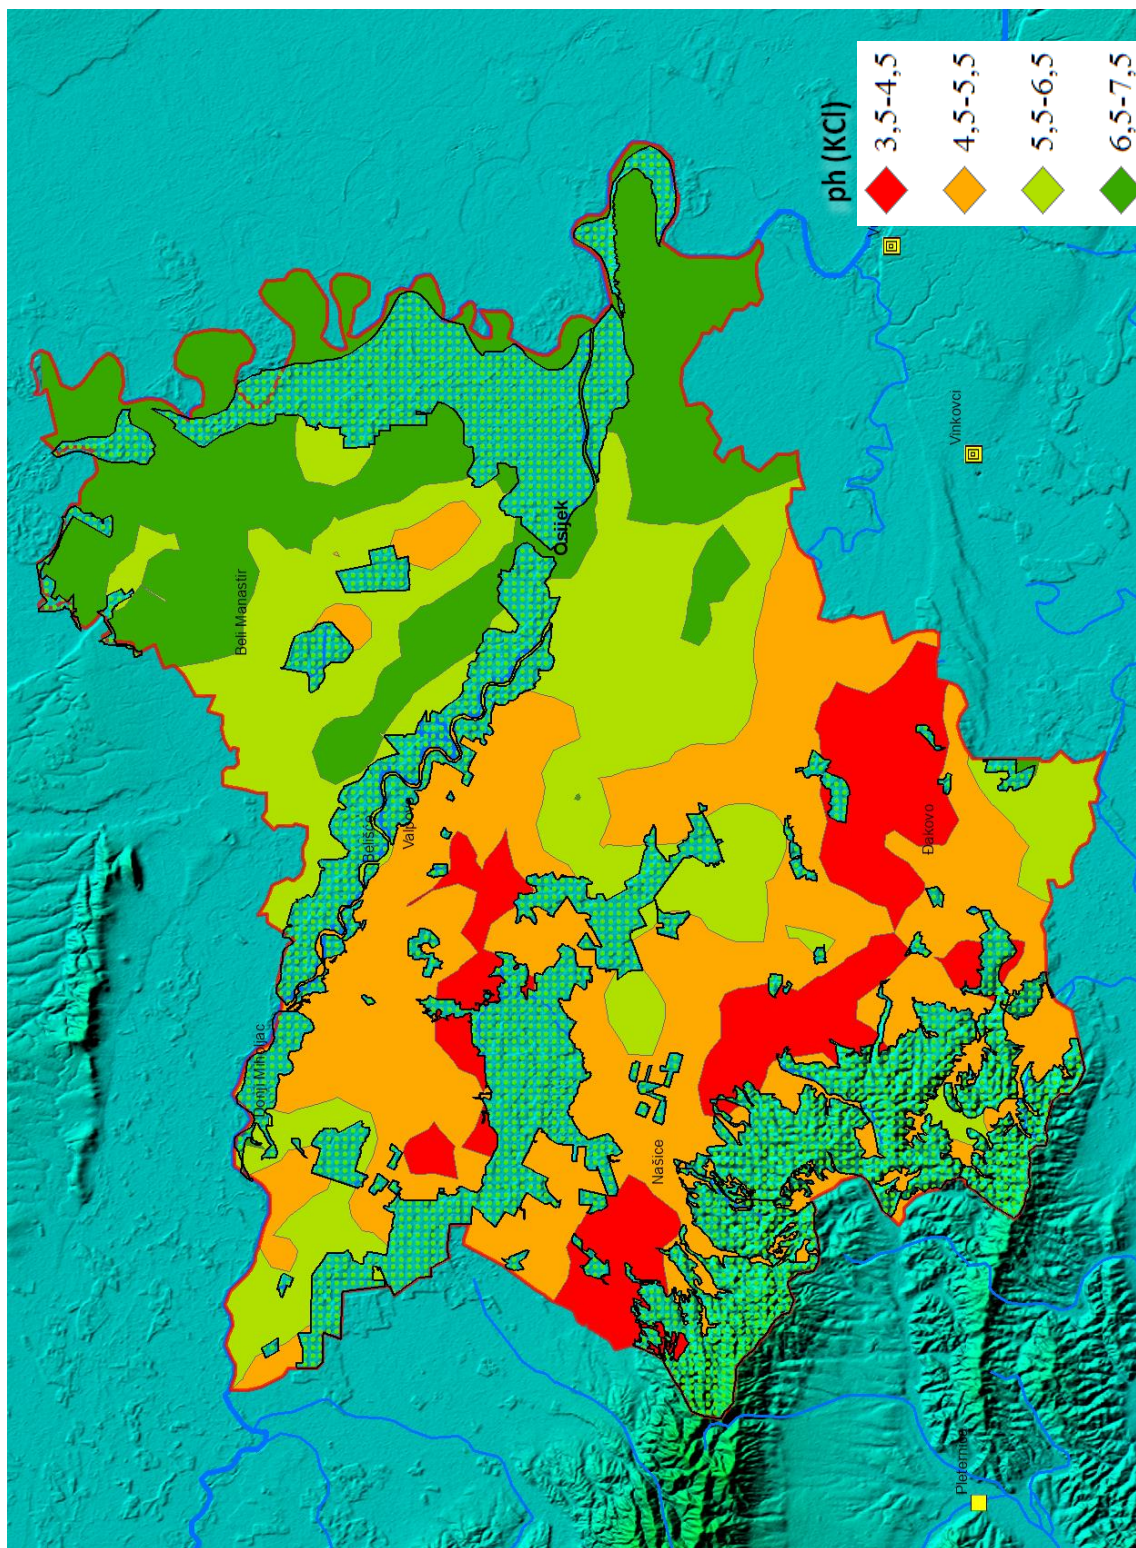 ph (KCl)
3,5-4,5
4,5-5,5
5,5-6,5
6,5-7,5
Beli Manastir
Osijek
Vinkovci
Belišće
Valpovo
Donji Miholjac
Đakovo
Našice
Pleternica